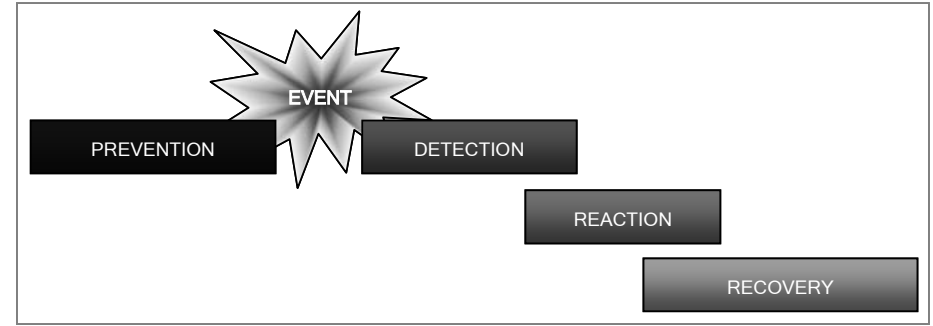 EVENT
PREVENTION
DETECTION
REACTION
RECOVERY